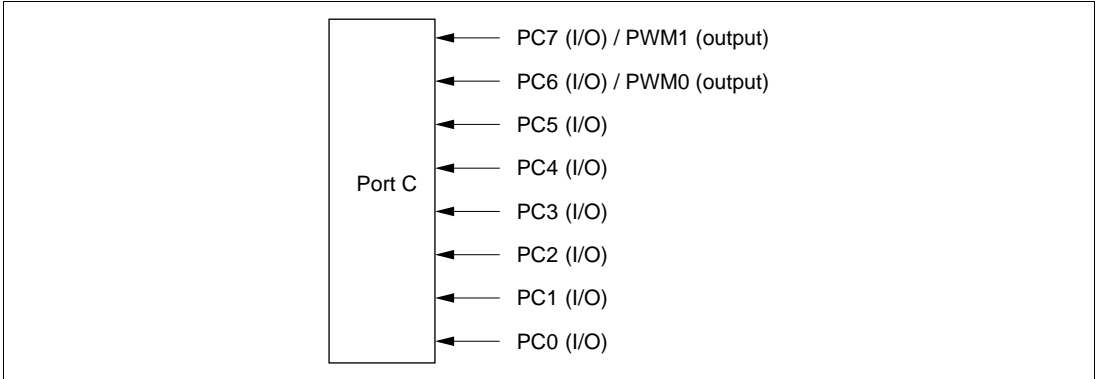 PC7 (I/O) / PWM1 (output)
PC6 (I/O) / PWM0 (output)
PC5 (I/O)
PC4 (I/O)
Port C
PC3 (I/O)
PC2 (I/O)
PC1 (I/O)
PC0 (I/O)